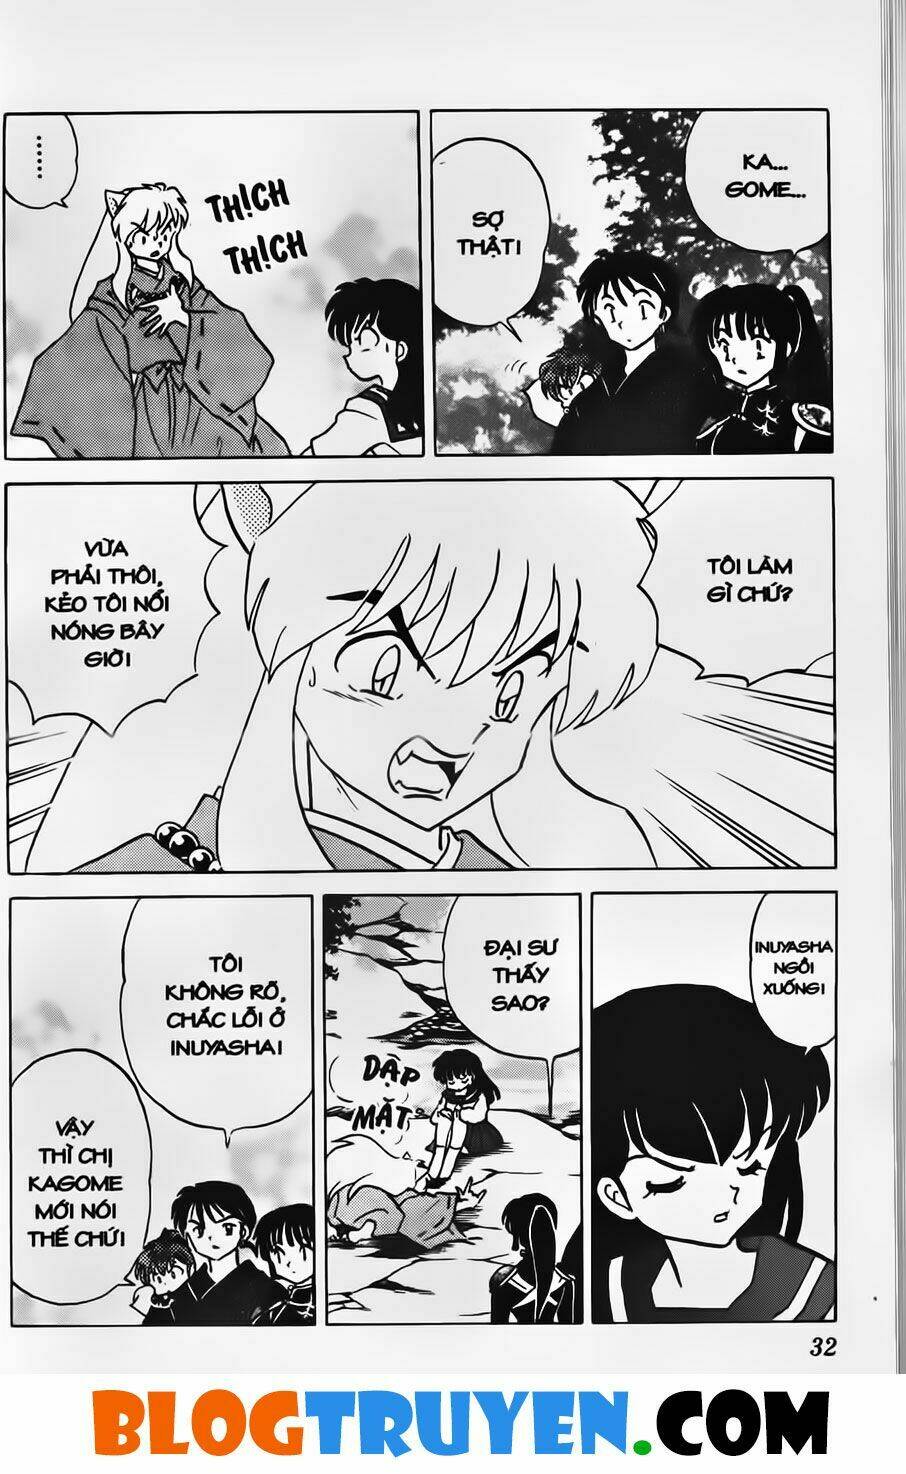 KA...
GOME...
SỢ
THẬT!
........
THỊCH
THỊCH
TÔI LÀM
GÌ CHỨ?
VỪA
PHẢI THÔI,
KẺO TÔI NỔI
NÓNG BÂY
GIỜ!
INUYASHA
NGỒI
XUỐNG!
ĐẠI SƯ
THẤY
SAO?
DẬP
MẶT
TÔI
KHÔNG RÕ,
CHẮC LỖI Ở
INUYASHA!
VẬY
THÌ CHỊ
KAGOME
MỚI NÓI
THẾ CHỨ!
32
BLOGTRUYEN.COM